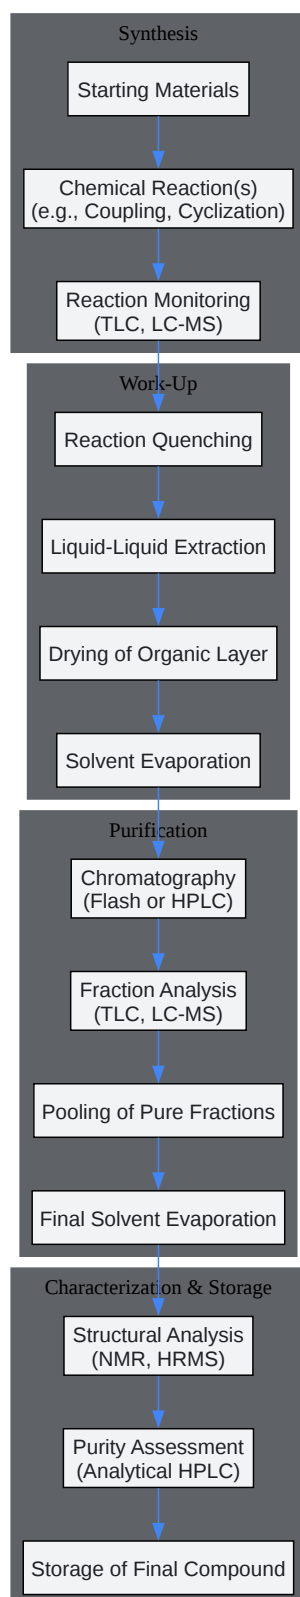 Synthesis
Starting Materials
Chemical Reaction(s)
(e.g., Coupling, Cyclization)
Reaction Monitoring
(TLC, LC-MS)
Work-Up
Reaction Quenching
Liquid-Liquid Extraction
Drying of Organic Layer
Solvent Evaporation
Purification
Chromatography
(Flash or HPLC)
Fraction Analysis
(TLC, LC-MS)
Pooling of Pure Fractions
Final Solvent Evaporation
Characterization & Storage
Structural Analysis
(NMR, HRMS)
Purity Assessment
(Analytical HPLC)
Storage of Final Compound